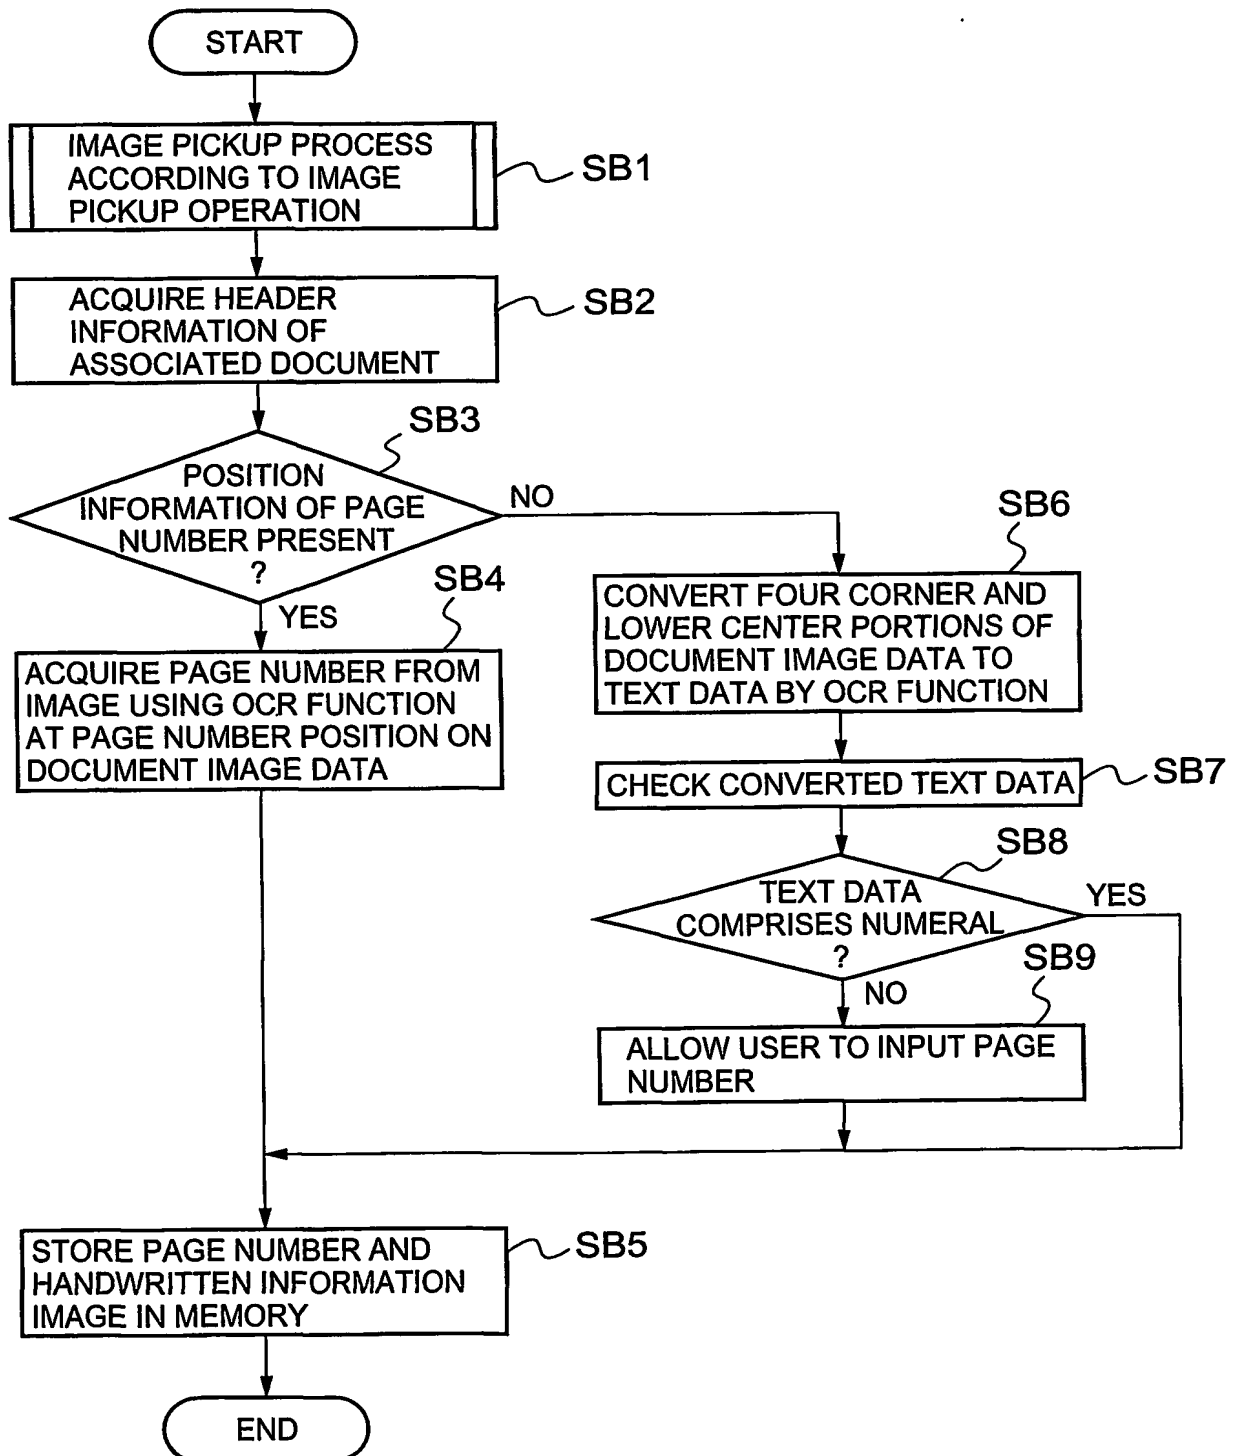 START
IMAGE PICKUP PROCESS
ACCORDING TO IMAGE
PICKUP OPERATION
SB1
ACQUIRE HEADER
INFORMATION OF
ASSOCIATED DOCUMENT
SB2
SB3
POSITION
INFORMATION OF PAGE
NUMBER PRESENT
?
NO
YES
SB4
ACQUIRE PAGE NUMBER FROM
IMAGE USING OCR FUNCTION
AT PAGE NUMBER POSITION ON
DOCUMENT IMAGE DATA
SB6
CONVERT FOUR CORNER AND
LOWER CENTER PORTIONS OF
DOCUMENT IMAGE DATA TO
TEXT DATA BY OCR FUNCTION
CHECK CONVERTED TEXT DATA
SB7
SB8
TEXT DATA
COMPRISES NUMERAL
?
YES
NO
SB9
ALLOW USER TO INPUT PAGE
NUMBER
STORE PAGE NUMBER AND
HANDWRITTEN INFORMATION
IMAGE IN MEMORY
SB5
END